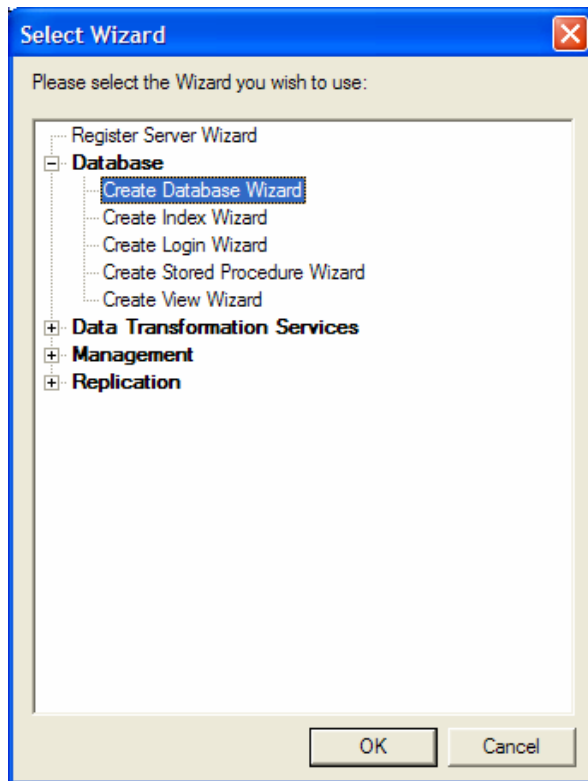 Select Wizard
Please select the Wizard you wish to use:
Register Server Wizard
Database
Create Database Wizard
Create Index Wizard
Create Login Wizard
Create Stored Procedure Wizard
Create View Wizard
Data Transformation Services
Management
Replication
OK Cancel